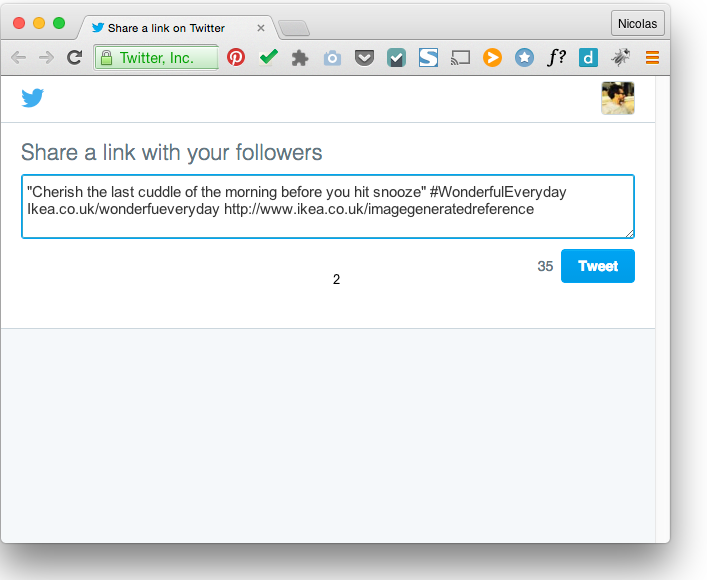 Share a link on Twitter
Nicolas
Twitter, Inc.
f?
d
Share a link with your followers
"Cherish the last cuddle of the morning before you hit snooze" #WonderfulEveryday
Ikea.co.uk/wonderfueveryday http://www.ikea.co.uk/imagegeneratedreference
35
Tweet
2